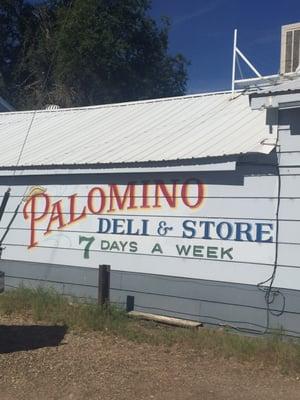 PALOMINO
DELI & STORE
7 DAYS A WEEK